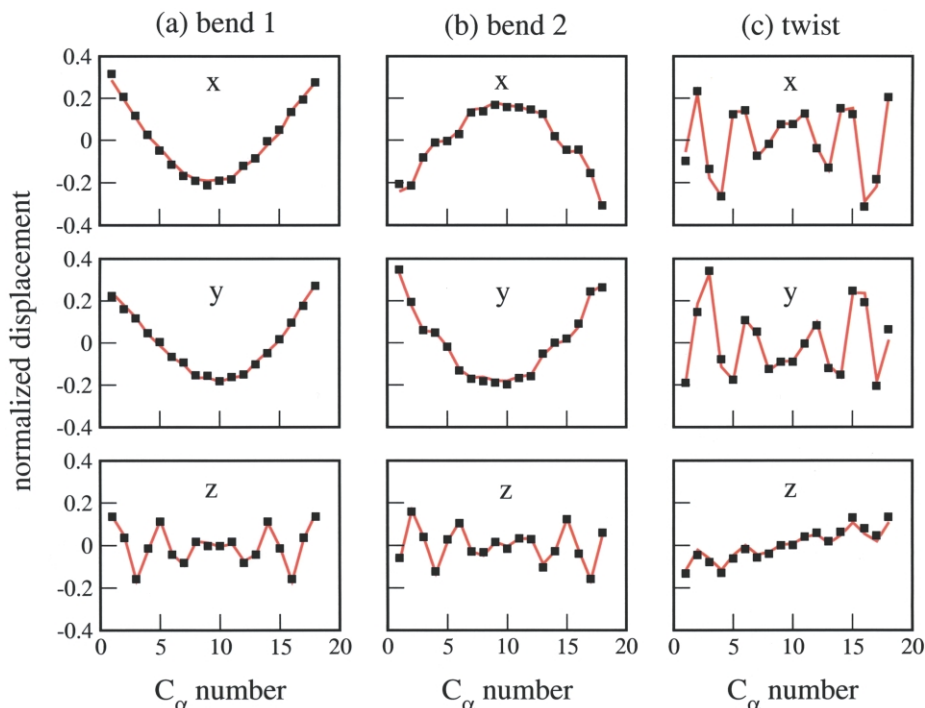 (a) bend 1 (b) bend 2 (c) twist
normalized displacement
0.4
0.2
0
-0.2
-0.4
x
x
x
0.4
0.2
0
-0.2
-0.4
y
y
y
0.4
0.2
0
-0.2
-0.4
z
z
z
0 5 10 15 20
0 5 10 15 20
0 5 10 15 20
Cα number Cα number Cα number